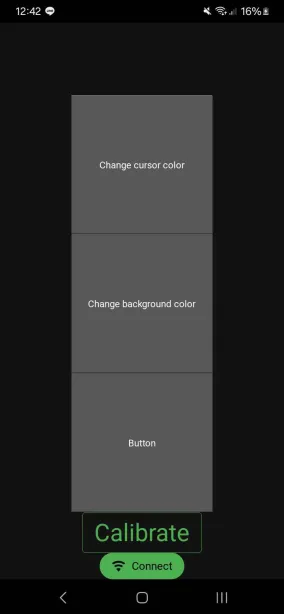 12:42
16%
Change cursor color
Change background color
Button
Calibrate
Connect